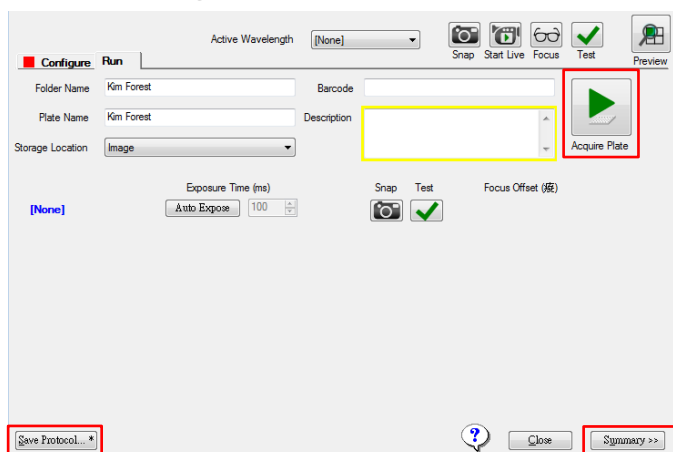 Active Wavelength [None] Snap Start Live Focus Test Preview
Configure Run
Folder Name Kim Forest Barcode
Plate Name Kim Forest Description
Storage Location Image Acquire Plate
Exposure Time (ms) Snap Test Focus Offset (癉)
[None] Auto Expose 100
Save Protocol... * ? Close Summary >>